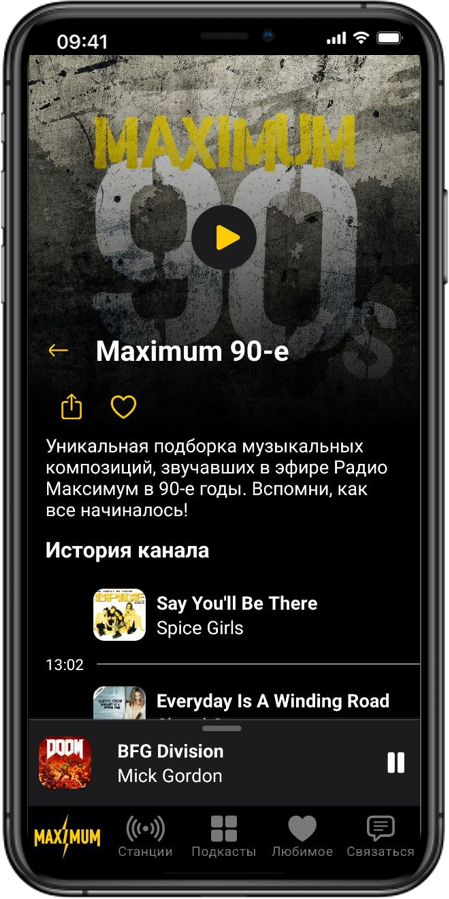 09:41
MAXIMUM
90s
Maximum 90-е
Уникальная подборка музыкальных
композиций, звучавших в эфире Радио
Максимум в 90-е годы. Вспомни, как
все начиналось!
История канала
SPICE
Say You'll Be There
Spice Girls
13:02
Everyday Is A Winding Road
DOOM
BFG Division
Mick Gordon
MAXIMUM
Станции
Подкасты
Любимое
Связаться